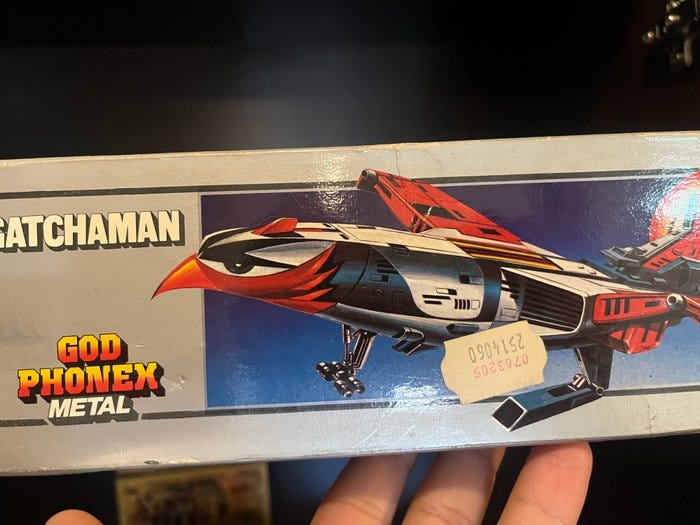 GATCHAMAN
GOD
PHONEX
METAL
0763205
2514060